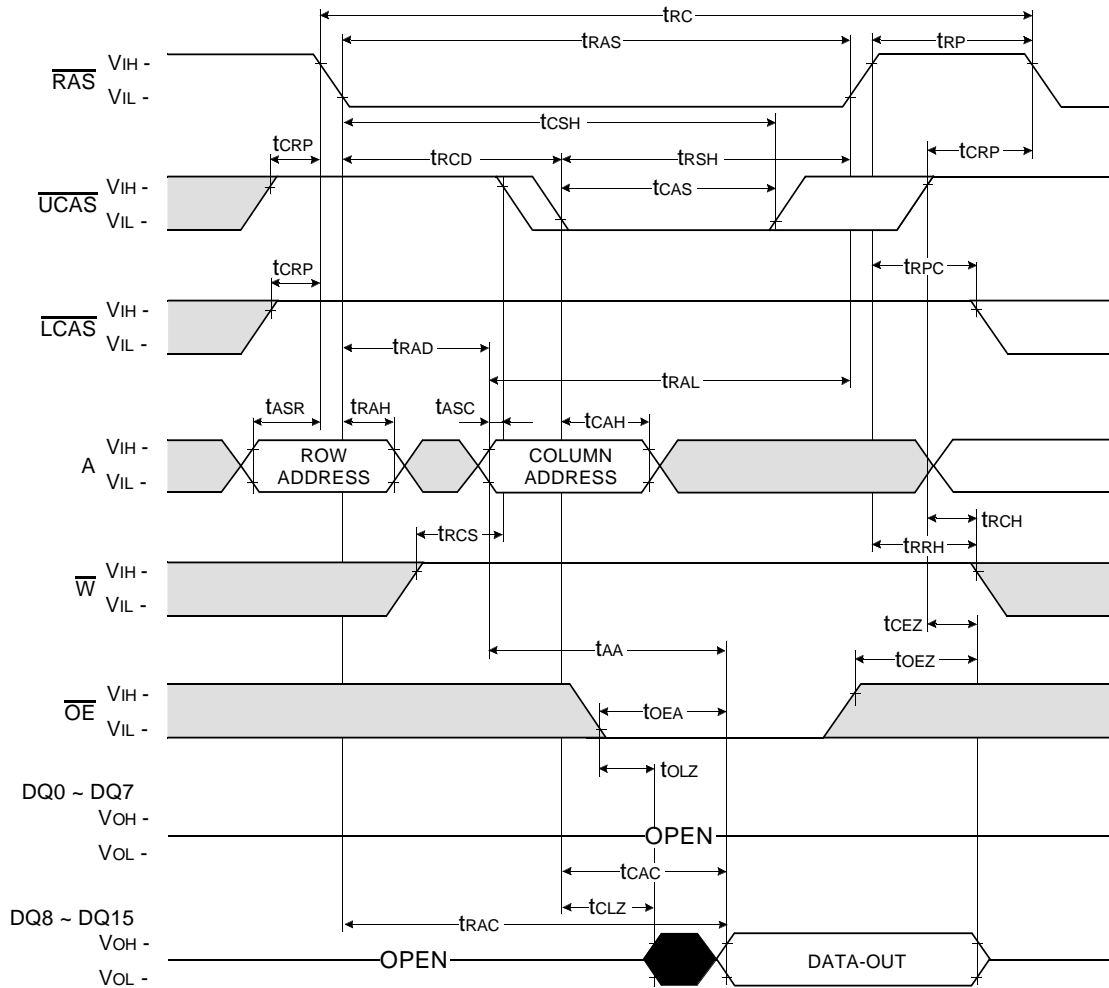 tRC
tRAS
tRP
RAS
VIH -
VIL -
tCSH
tCRP
tRCD
tRSH
tCRP
UCAS
VIH -
VIL -
tCAS
tCRP
tRPC
LCAS
VIH -
VIL -
tRAD
tRAL
tASR
tRAH
tASC
tCAH
A
VIH -
VIL -
ROW
ADDRESS
COLUMN
ADDRESS
tRCS
tRCH
tRRH
W
VIH -
VIL -
tCEZ
tAA
tOEZ
OE
VIH -
VIL -
tOEA
tOLZ
DQ0 ~ DQ7
VOH -
VOL -
OPEN
tCAC
tCLZ
tRAC
DQ8 ~ DQ15
VOH -
VOL -
OPEN
DATA-OUT